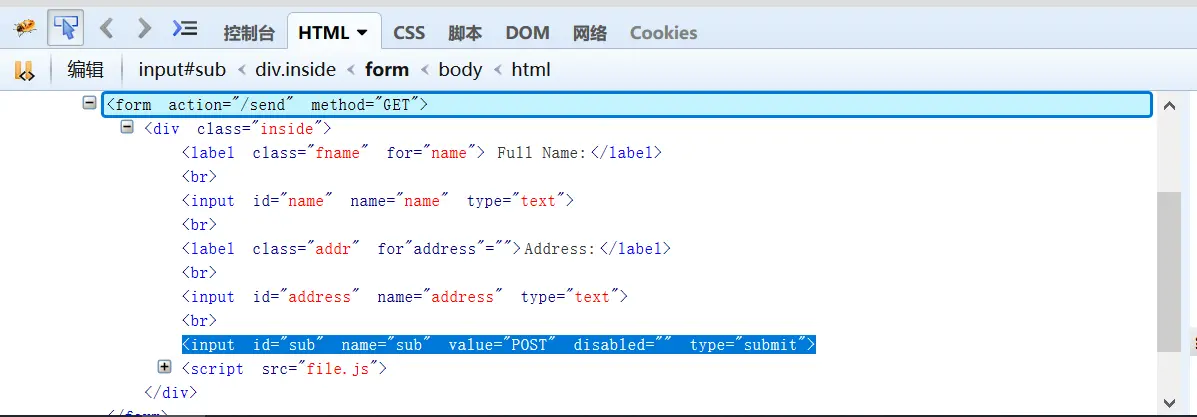 控制台 HTML CSS 脚本 DOM 网络 Cookies
编辑 input#sub < div.inside < form < body < html
<form action="/send" method="GET">
<div class="inside">
<label class="fname" for="name"> Full Name:</label>
<br>
<input id="name" name="name" type="text">
<br>
<label class="addr" for"address"="">Address:</label>
<br>
<input id="address" name="address" type="text">
<br>
<input id="sub" name="sub" value="POST" disabled="" type="submit">
<script src="file.js">
</div>
</form>